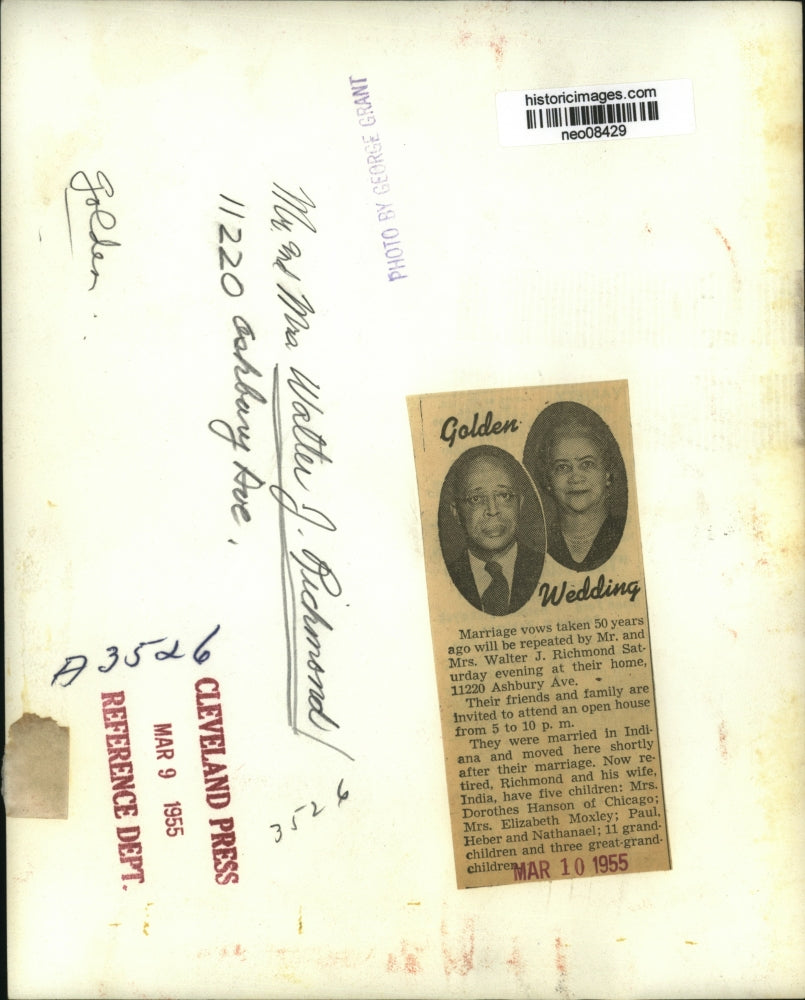 historicimages.com
neo08429
PHOTO BY GEORGE GRANT
Mr. and Mrs Walter J. Richmond
11220 Ashbury Ave.
Golden
A 3526
CLEVELAND PRESS
MAR 9 1955
REFERENCE DEPT.
3526
Golden
Wedding
Marriage vows taken 50 years
ago will be repeated by Mr. and
Mrs. Walter J. Richmond Sat-
urday evening at their home,
11220 Ashbury Ave.
Their friends and family are
invited to attend an open house
from 5 to 10 p. m.
They were married in Indi-
ana and moved here shortly
after their marriage. Now re-
tired, Richmond and his wife,
India, have five children: Mrs.
Dorothes Hanson of Chicago;
Mrs. Elizabeth Moxley; Paul,
Heber and Nathanael; 11 grand-
children and three great-grand-
children.
MAR 10 1955